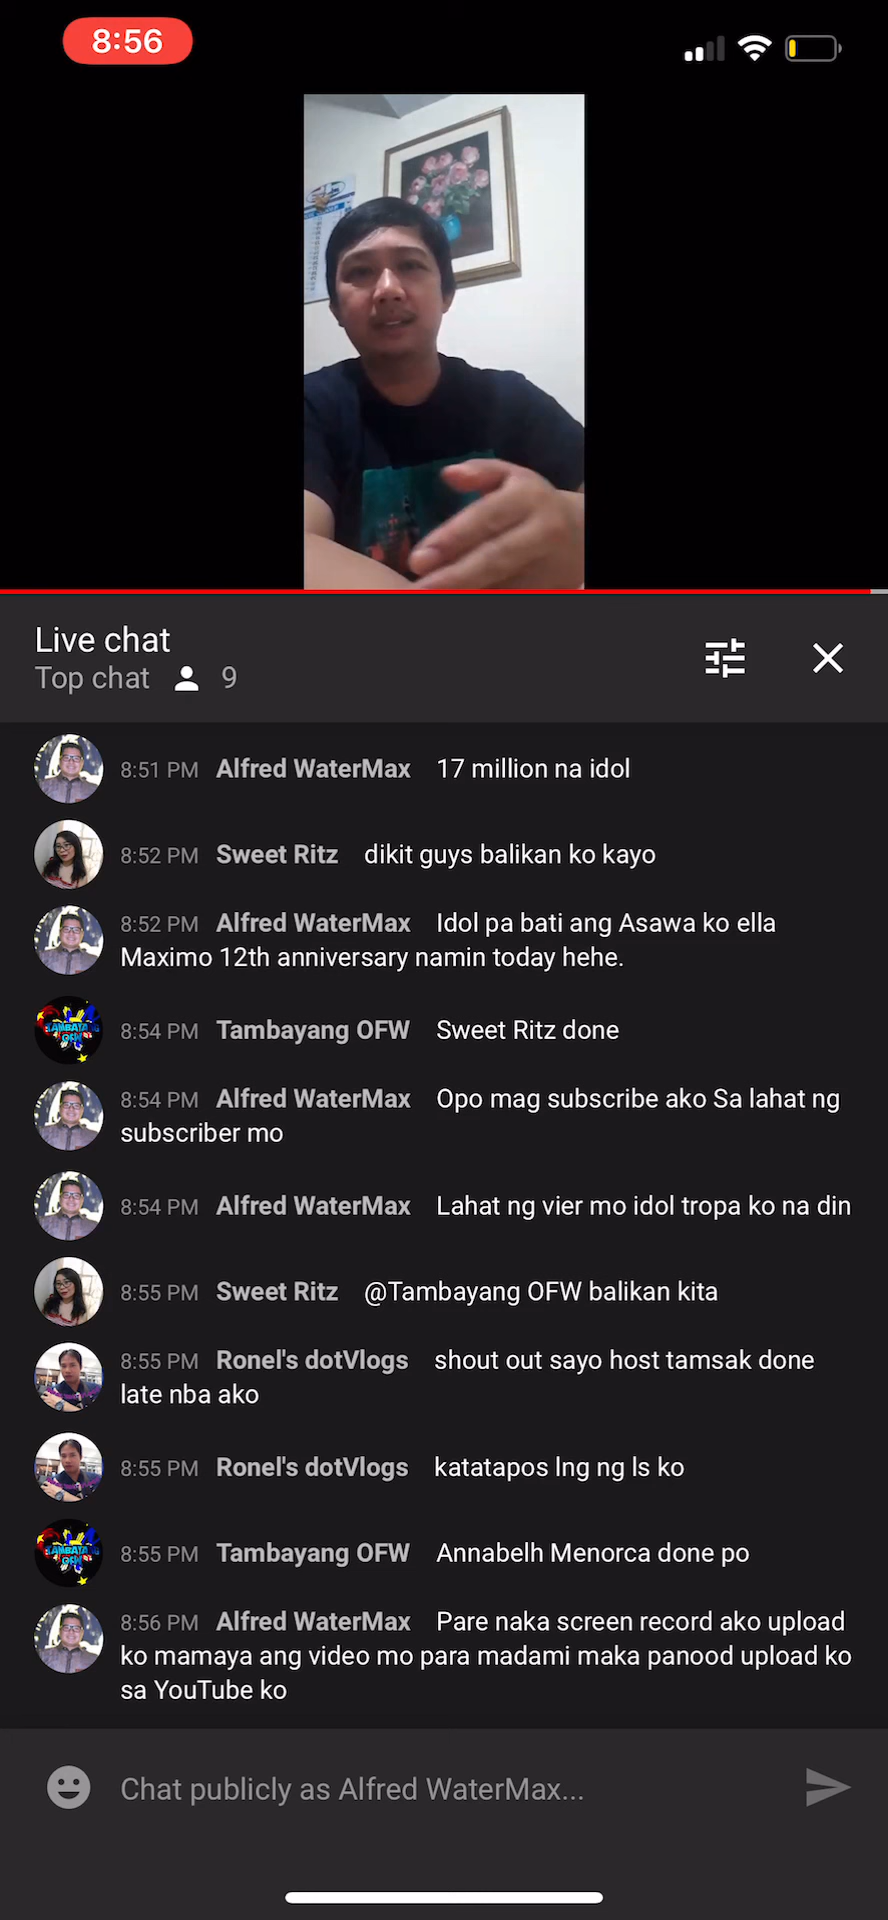 8:56
Live chat
Top chat 9
8:51 PM Alfred WaterMax 17 million na idol
8:52 PM Sweet Ritz dikit guys balikan ko kayo
8:52 PM Alfred WaterMax Idol pa bati ang Asawa ko ella
Maximo 12th anniversary namin today hehe.
TAMBAYANG
OFW
8:54 PM Tambayang OFW Sweet Ritz done
8:54 PM Alfred WaterMax Opo mag subscribe ako Sa lahat ng
subscriber mo
8:54 PM Alfred WaterMax Lahat ng vier mo idol tropa ko na din
8:55 PM Sweet Ritz @Tambayang OFW balikan kita
8:55 PM Ronel's dotVlogs shout out sayo host tamsak done
late nba ako
8:55 PM Ronel's dotVlogs katatapos lng ng ls ko
TAMBAYANG
OFW
8:55 PM Tambayang OFW Annabelh Menorca done po
8:56 PM Alfred WaterMax Pare naka screen record ako upload
ko mamaya ang video mo para madami maka panood upload ko
sa YouTube ko
Chat publicly as Alfred WaterMax...